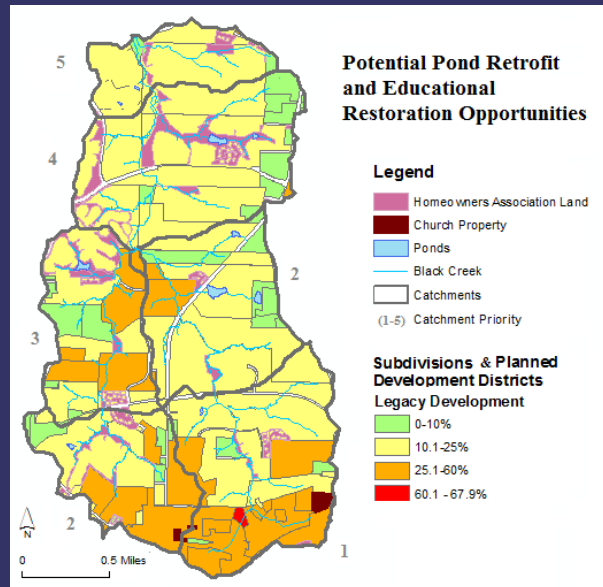 Potential Pond Retrofit
and Educational
Restoration Opportunities
Legend
Homeowners Association Land
Church Property
Ponds
Black Creek
Catchments
(1-5) Catchment Priority
Subdivisions & Planned
Development Districts
Legacy Development
0-10%
10.1-25%
25.1-60%
60.1 - 67.9%
5
4
2
3
2
1
N
0 0.5 Miles